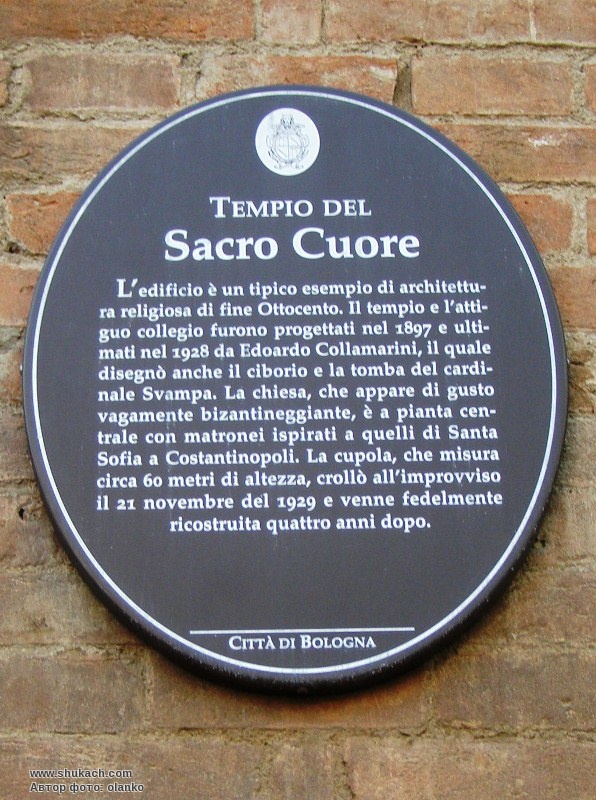 TEMPIO DEL
Sacro Cuore
L'edificio è un tipico esempio di architettu-
ra religiosa di fine Ottocento. Il tempio e l'atti-
guo collegio furono progettati nel 1897 e ulti-
mati nel 1928 da Edoardo Collamarini, il quale
disegnò anche il ciborio e la tomba del cardi-
nale Svampa. La chiesa, che appare di gusto
vagamente bizantineggiante, è a pianta cen-
trale con matronei ispirati a quelli di Santa
Sofia a Costantinopoli. La cupola, che misura
circa 60 metri di altezza, crollò all'improvviso
il 21 novembre del 1929 e venne fedelmente
ricostruita quattro anni dopo.
CITTÀ DI BOLOGNA
www.shukach.com
Автор фото: olanko